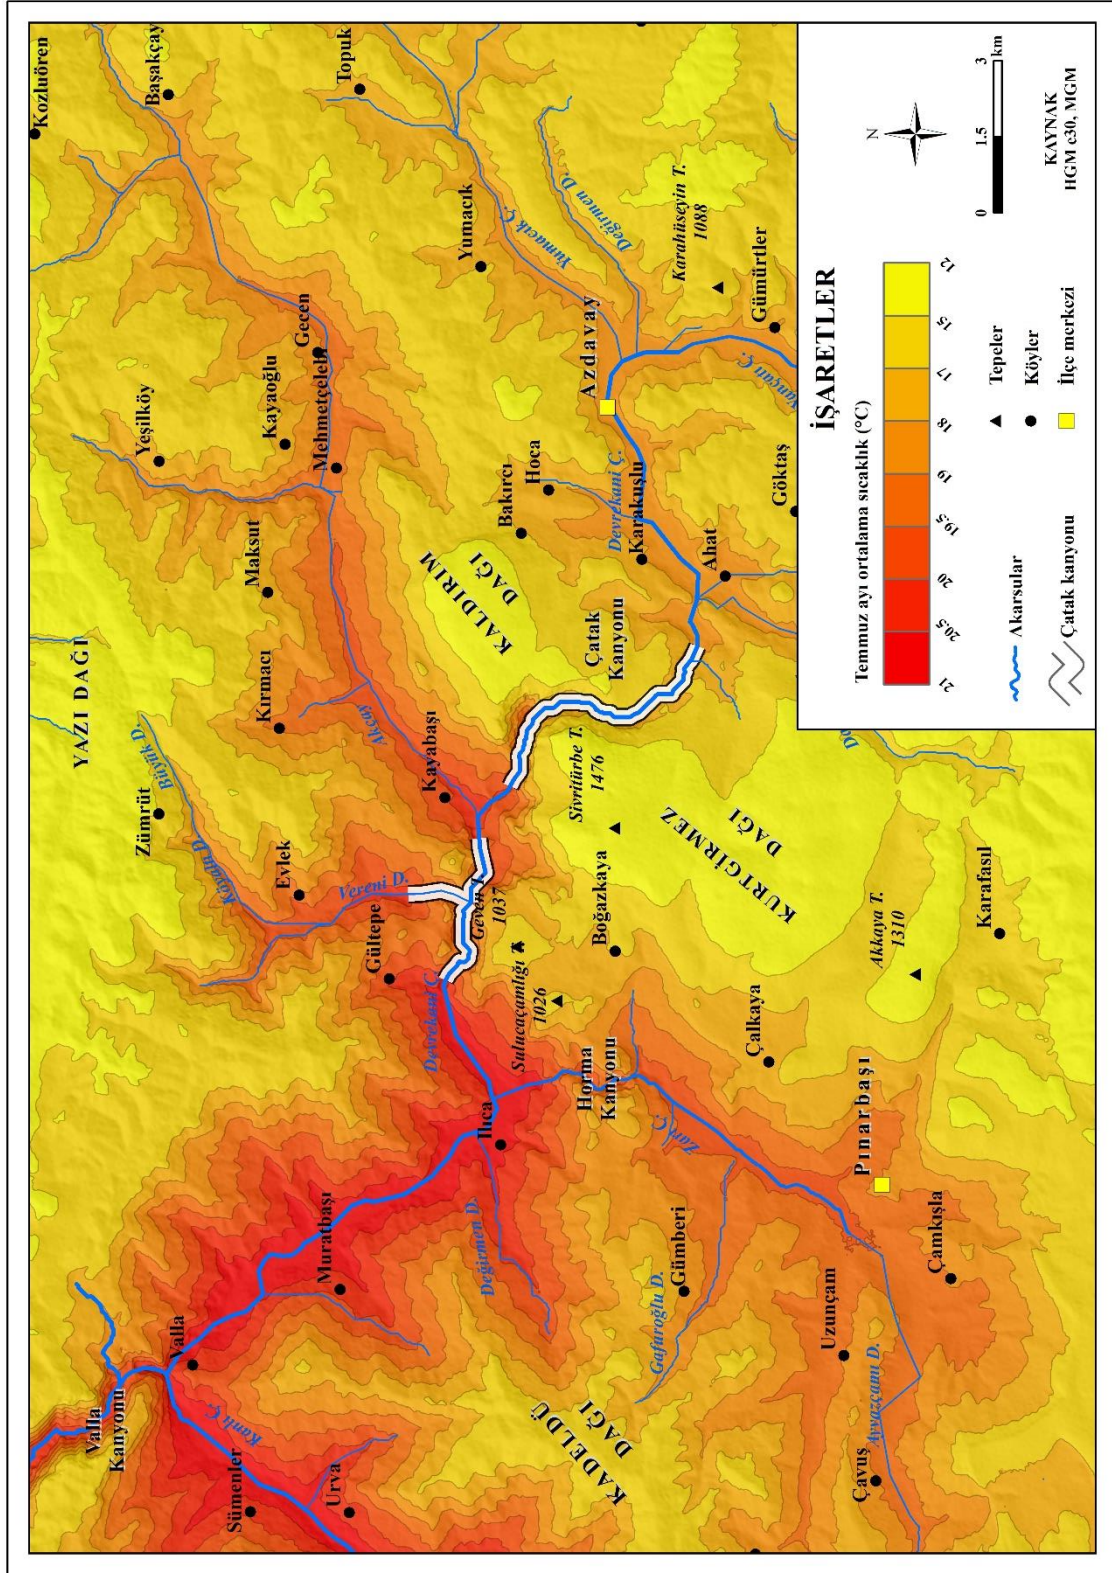 Kozluören
YAZI DAĞI
Valla
Kanyonu
Valla
Zümrüt
Büyük D.
Yeşilköy
Başakçay
Sümenler
Kanlı Ç.
Koyalu D.
Evlek
Kırmacı
Maksut
Kayaoğlu
Gecen
Mehmetçelebi
Urva
Muratbaşı
Gültepe
Vereni D.
Akçay
Topuk
Devrekani Ç.
Kayabaşı
KALDIRIM
DAĞI
Yumacık
Yumacık Ç.
Değirmen D.
Ilıca
Geven T.
1037
Bakırcı
Hoca
Sulucaçamlığı T.
1026
Sivritürbe T.
1476
Çatak
Kanyonu
Devrekani Ç.
Karakuşlu
Azdavay
Değirmen D.
KADELDÜ
DAĞI
Gafuroğlu D.
Gümberi
Horma
Kanyonu
Zarı Ç.
Boğazkaya
KURTGİRMEZ
DAĞI
Ahat
Karahüseyin T.
1088
Çalkaya
Göktaş
Gümürtler
Uzunçam
Pınarbaşı
Çavuş
Ayvazçamı D.
Akkaya T.
1310
Çamkışla
Karafasıl
İŞARETLER
Temmuz ayı ortalama sıcaklık (°C)
21 20.5 20 19.5 19 18 17 15 12
N
Akarsular
Tepeler
Köyler
Çatak kanyonu
İlçe merkezi
0 1.5 3
km
KAYNAK
HGM c30, MGM